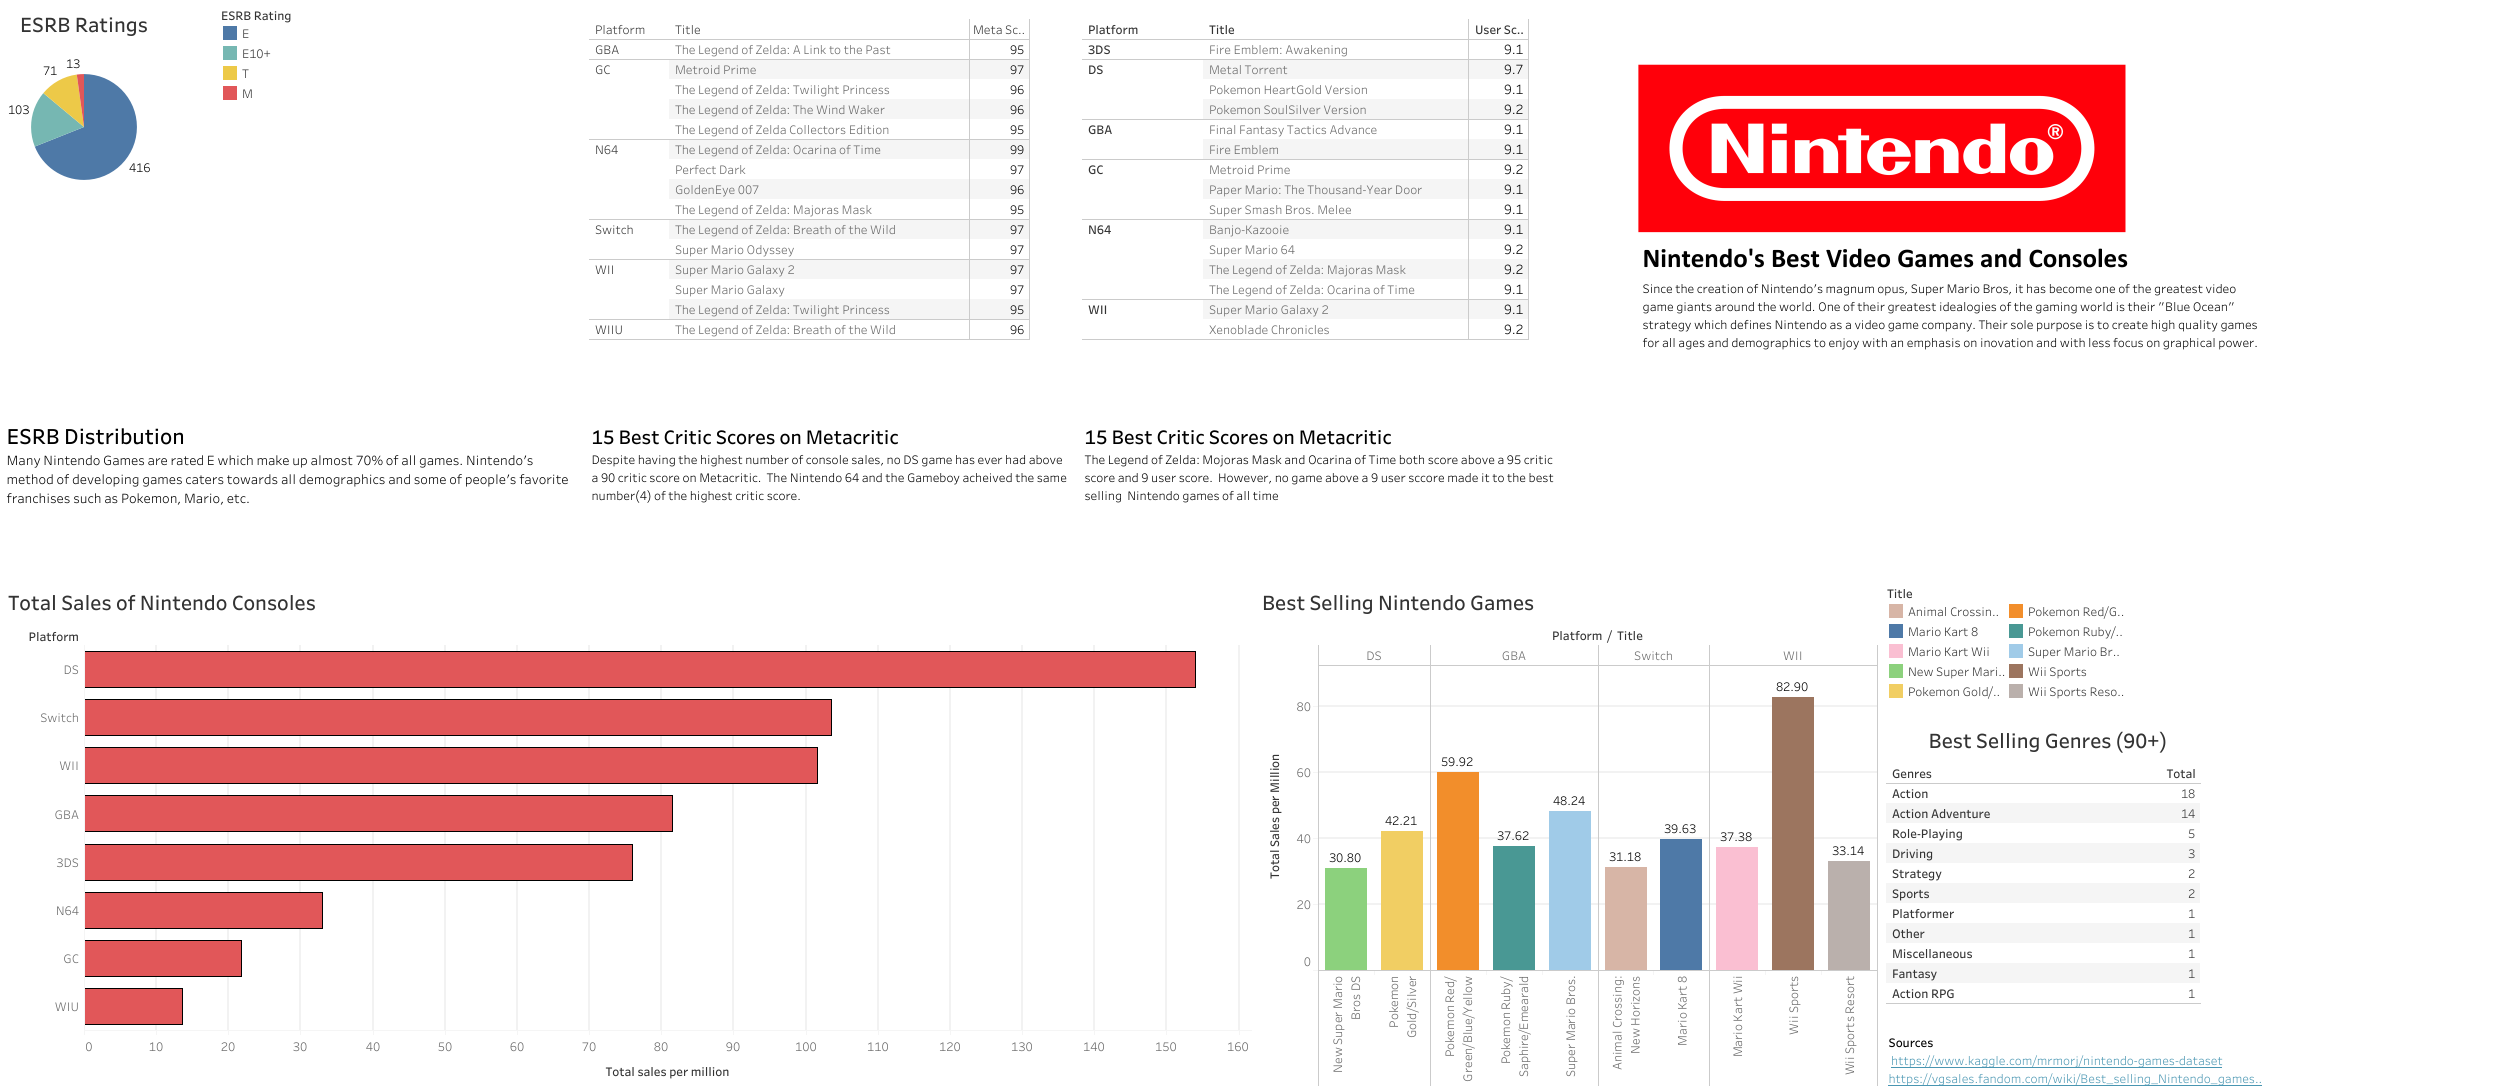 ESRB Ratings
ESRB Rating
E
E10+
T
M
13
71
103
416
Platform Title Meta Sc..
GBA The Legend of Zelda: A Link to the Past 95
GC Metroid Prime 97
The Legend of Zelda: Twilight Princess 96
The Legend of Zelda: The Wind Waker 96
The Legend of Zelda Collectors Edition 95
N64 The Legend of Zelda: Ocarina of Time 99
Perfect Dark 97
GoldenEye 007 96
The Legend of Zelda: Majoras Mask 95
Switch The Legend of Zelda: Breath of the Wild 97
Super Mario Odyssey 97
WII Super Mario Galaxy 2 97
Super Mario Galaxy 97
The Legend of Zelda: Twilight Princess 95
WIIU The Legend of Zelda: Breath of the Wild 96
Platform Title User Sc..
3DS Fire Emblem: Awakening 9.1
DS Metal Torrent 9.7
Pokemon HeartGold Version 9.1
Pokemon SoulSilver Version 9.2
GBA Final Fantasy Tactics Advance 9.1
Fire Emblem 9.1
GC Metroid Prime 9.2
Paper Mario: The Thousand-Year Door 9.1
Super Smash Bros. Melee 9.1
N64 Banjo-Kazooie 9.1
Super Mario 64 9.2
The Legend of Zelda: Majoras Mask 9.2
The Legend of Zelda: Ocarina of Time 9.1
WII Super Mario Galaxy 2 9.1
Xenoblade Chronicles 9.2
Nintendo®
Nintendo's Best Video Games and Consoles
Since the creation of Nintendo's magnum opus, Super Mario Bros, it has become one of the greatest video
game giants around the world. One of their greatest idealogies of the gaming world is their "Blue Ocean"
strategy which defines Nintendo as a video game company. Their sole purpose is to create high quality games
for all ages and demographics to enjoy with an emphasis on inovation and with less focus on graphical power.
ESRB Distribution
Many Nintendo Games are rated E which make up almost 70% of all games. Nintendo's
method of developing games caters towards all demographics and some of people's favorite
franchises such as Pokemon, Mario, etc.
15 Best Critic Scores on Metacritic
Despite having the highest number of console sales, no DS game has ever had above
a 90 critic score on Metacritic. The Nintendo 64 and the Gameboy acheived the same
number(4) of the highest critic score.
15 Best Critic Scores on Metacritic
The Legend of Zelda: Mojoras Mask and Ocarina of Time both score above a 95 critic
score and 9 user score. However, no game above a 9 user sccore made it to the best
selling Nintendo games of all time
Total Sales of Nintendo Consoles
Platform
DS
Switch
WII
GBA
3DS
N64
GC
WIU
0 10 20 30 40 50 60 70 80 90 100 110 120 130 140 150 160
Total sales per million
Best Selling Nintendo Games
Platform / Title
DS GBA Switch WII
Total Sales per Million
80
60
40
20
0
30.80
42.21
59.92
37.62
48.24
31.18
39.63
37.38
82.90
33.14
New Super Mario
Bros DS
Pokemon
Gold/Silver
Pokemon Red/
Green/Blue/Yellow
Pokemon Ruby/
Saphire/Emearald
Super Mario Bros.
Animal Crossing:
New Horizons
Mario Kart 8
Mario Kart Wii
Wii Sports
Wii Sports Resort
Title
Animal Crossin.. Pokemon Red/G..
Mario Kart 8 Pokemon Ruby/..
Mario Kart Wii Super Mario Br..
New Super Mari.. Wii Sports
Pokemon Gold/.. Wii Sports Reso..
Best Selling Genres (90+)
Genres Total
Action 18
Action Adventure 14
Role-Playing 5
Driving 3
Strategy 2
Sports 2
Platformer 1
Other 1
Miscellaneous 1
Fantasy 1
Action RPG 1
Sources
https://www.kaggle.com/mrmorj/nintendo-games-dataset
https://vgsales.fandom.com/wiki/Best_selling_Nintendo_games..